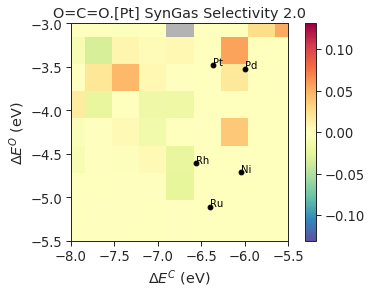 O=C=O.[Pt] SynGas Selectivity 2.0
−3.0
−3.5
−4.0
−4.5
−5.0
−5.5
ΔE^O (eV)
Pt
Pd
Rh
Ni
Ru
−8.0 −7.5 −7.0 −6.5 −6.0 −5.5
ΔE^C (eV)
0.10
0.05
0.00
−0.05
−0.10